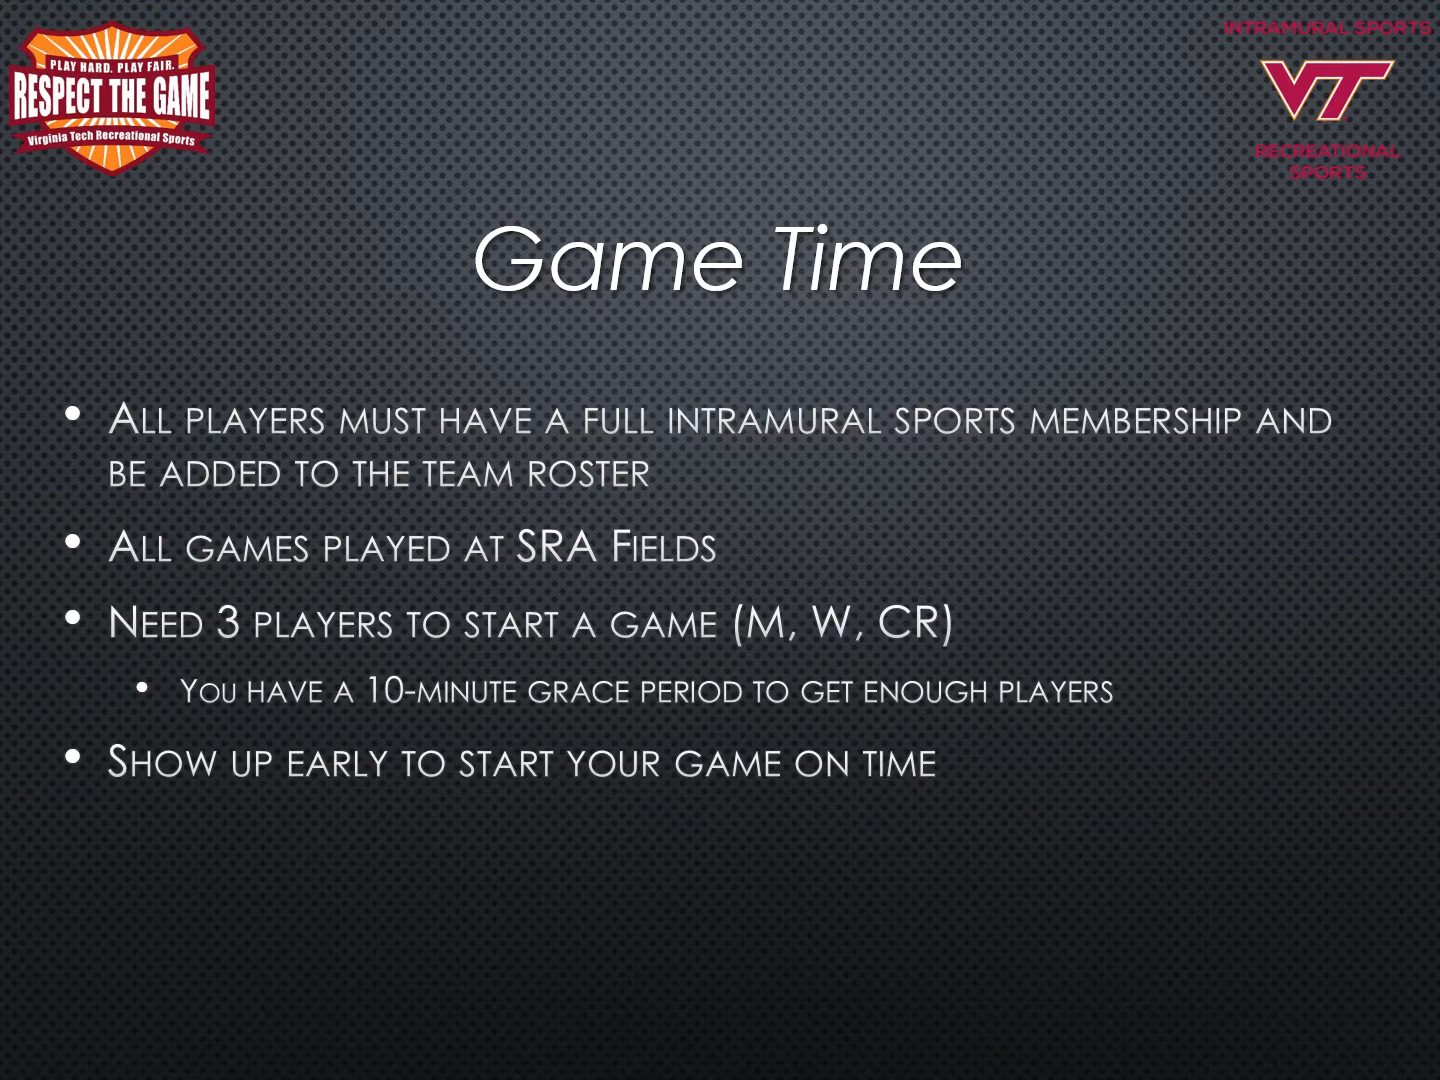 PLAY HARD. PLAY FAIR.
RESPECT THE GAME
Virginia Tech Recreational Sports
INTRAMURAL SPORTS
VT
RECREATIONAL
SPORTS
Game Time
• All players must have a full intramural sports membership and
be added to the team roster
• All games played at SRA Fields
• Need 3 players to start a game (M, W, CR)
• You have a 10-minute grace period to get enough players
• Show up early to start your game on time